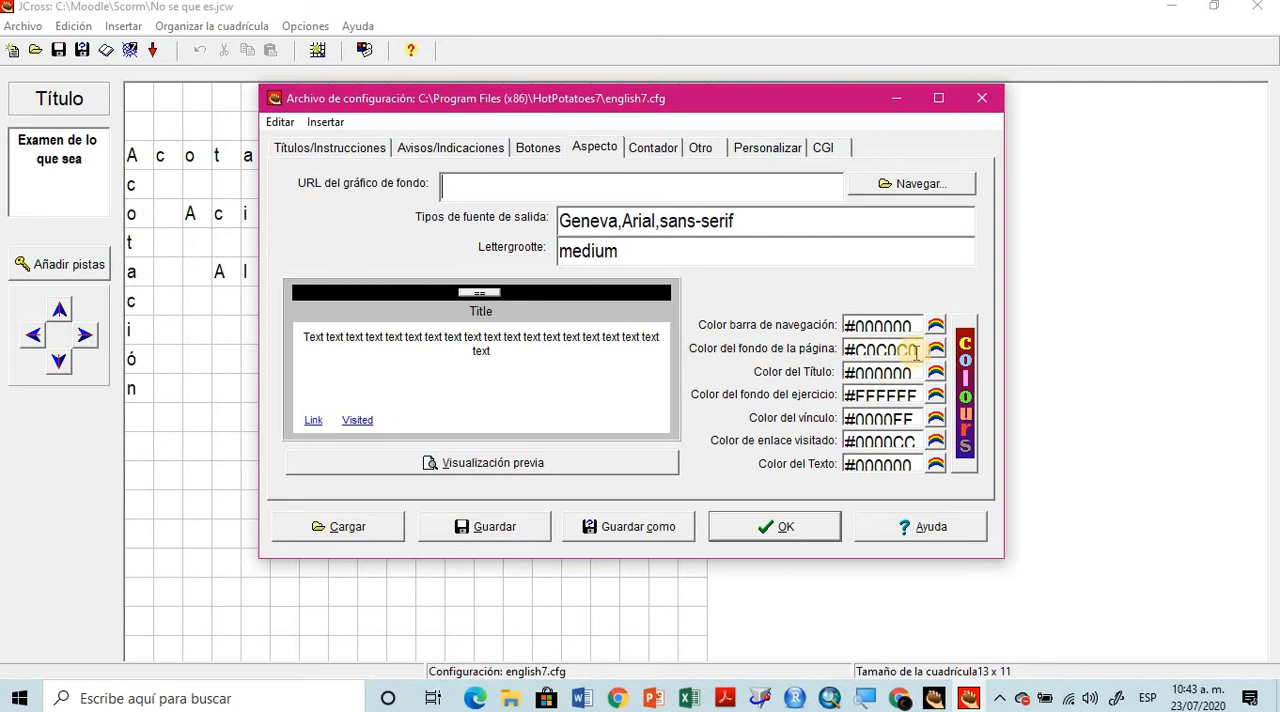 JCross: C:\Moodle\Scorm\No se que es.jcw
Archivo Edición Insertar Organizar la cuadrícula Opciones Ayuda
Título
Examen de lo
que sea
Añadir pistas
A c o t a
c
o A c i
t
a A l
c
i
ó
n
Archivo de configuración: C:\Program Files (x86)\HotPotatoes7\english7.cfg
Editar Insertar
Títulos/Instrucciones Avisos/Indicaciones Botones Aspecto Contador Otro Personalizar CGI
URL del gráfico de fondo: Navegar...
Tipos de fuente de salida: Geneva,Arial,sans-serif
Lettergrootte: medium
==
Title
Text text text text text text text text text text text text text text text text text text
text
Link Visited
Visualización previa
Color barra de navegación: #000000
Color del fondo de la página: #C0C0C0
Color del Título: #000000
Color del fondo del ejercicio: #FFFFFF
Color del vínculo: #0000FF
Color de enlace visitado: #0000CC
Color del Texto: #000000
colours
Cargar Guardar Guardar como OK Ayuda
Configuración: english7.cfg Tamaño de la cuadrícula13 x 11
Escribe aquí para buscar
ESP
10:43 a. m.
23/07/2020